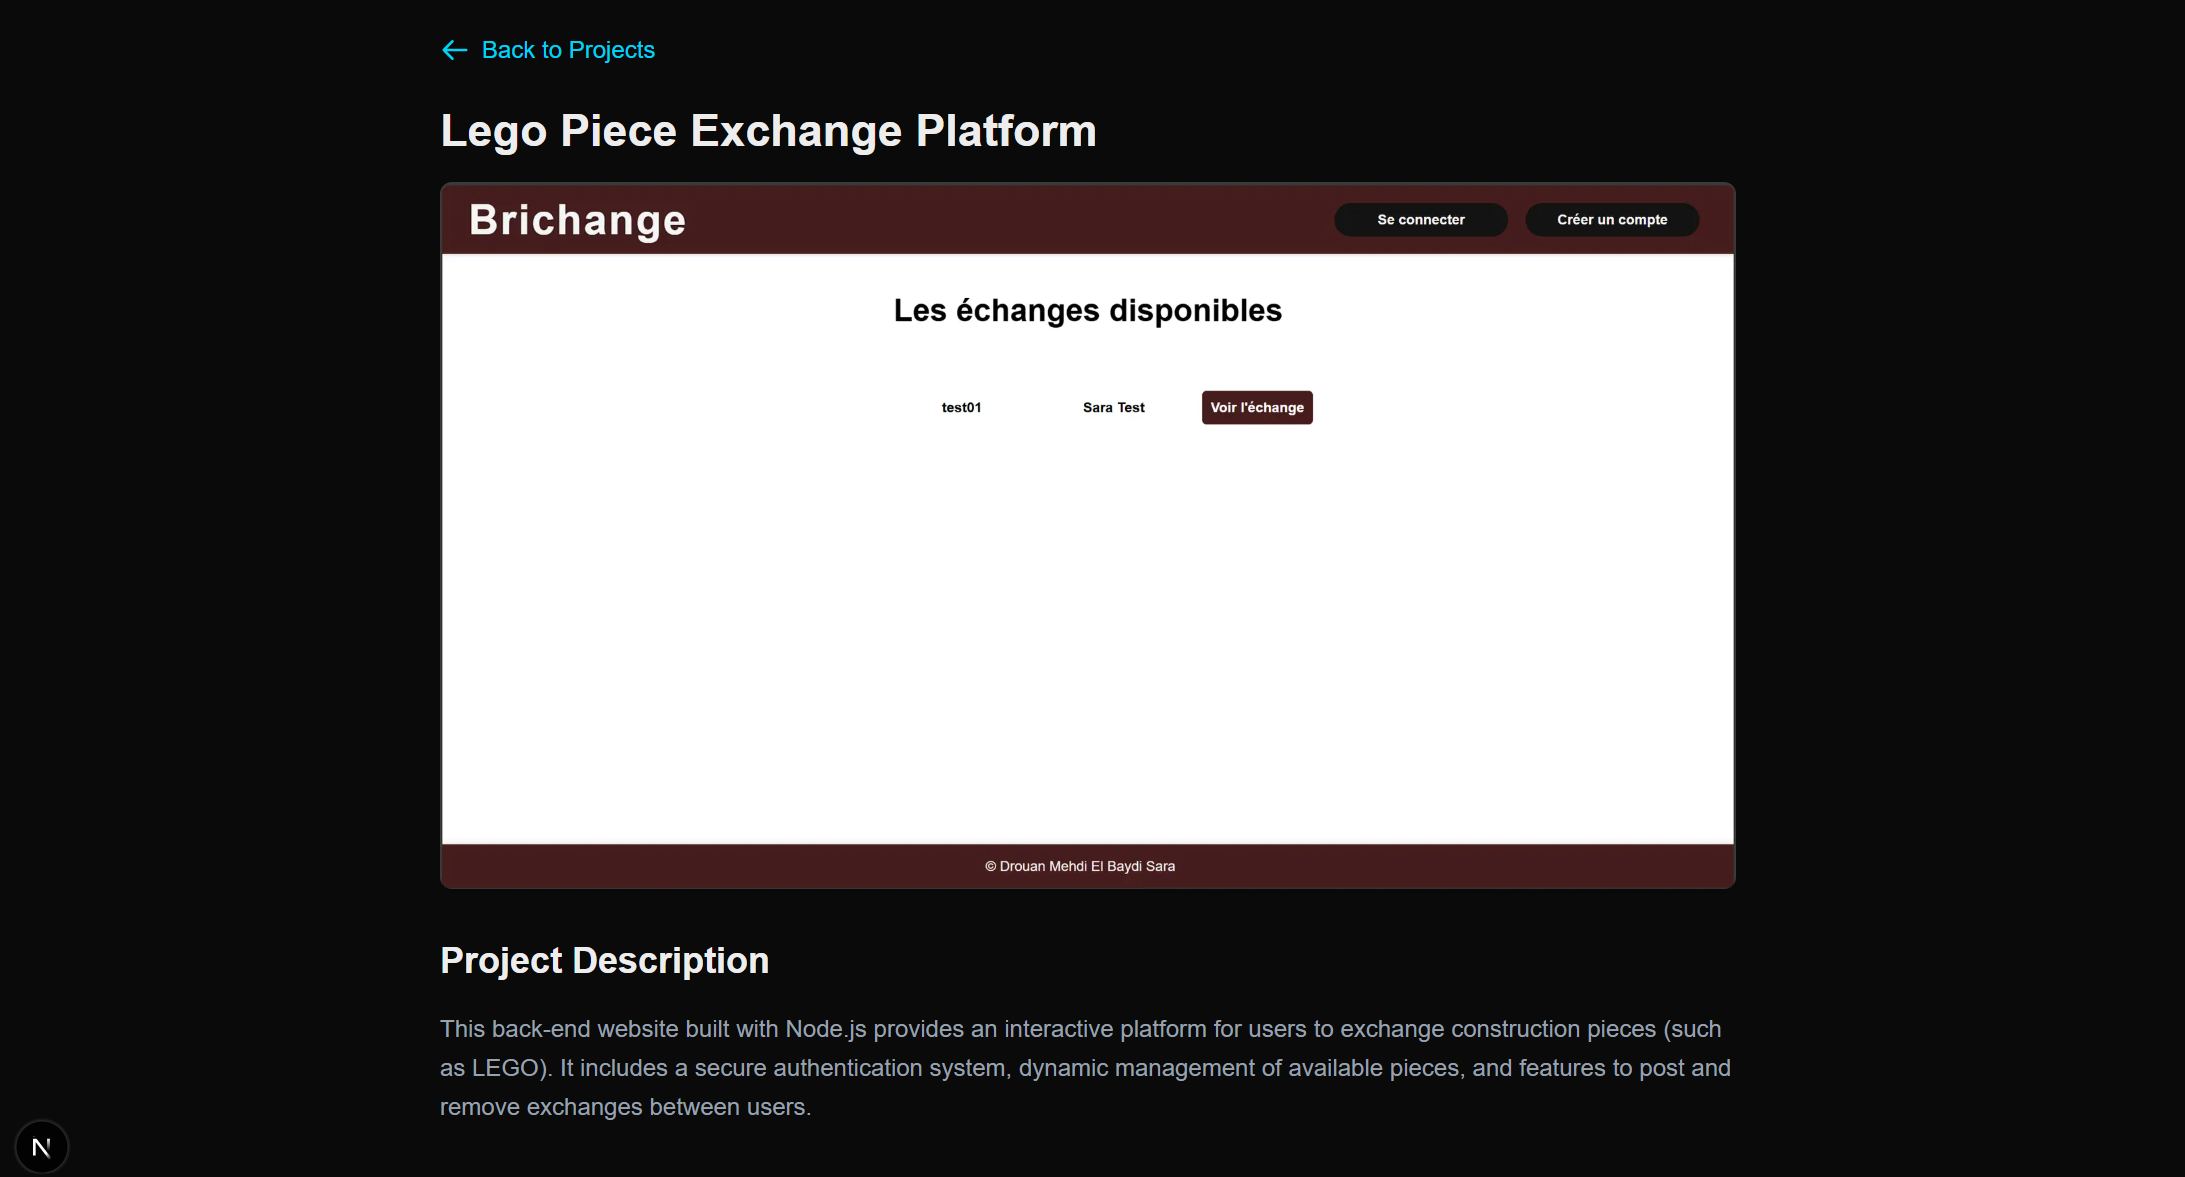 Back to Projects
Lego Piece Exchange Platform
Brichange
Se connecter
Créer un compte
Les échanges disponibles
test01
Sara Test
Voir l'échange
© Drouan Mehdi El Baydi Sara
Project Description
This back-end website built with Node.js provides an interactive platform for users to exchange construction pieces (such
as LEGO). It includes a secure authentication system, dynamic management of available pieces, and features to post and
remove exchanges between users.
N